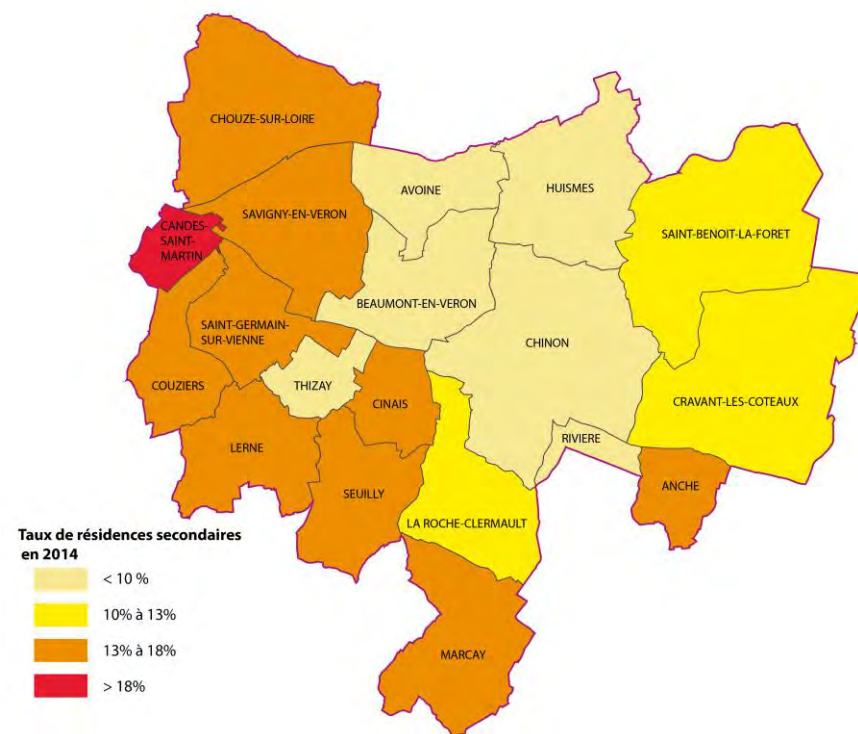 CHOUZE-SUR-LOIRE
AVOINE
HUISMES
SAVIGNY-EN-VERON
CANDES-
SAINT-
MARTIN
SAINT-BENOIT-LA-FORET
BEAUMONT-EN-VERON
SAINT-GERMAIN-
SUR-VIENNE
CHINON
COUZIERS
THIZAY
CINAIS
CRAVANT-LES-COTEAUX
RIVIERE
LERNE
SEUILLY
ANCHE
LA ROCHE-CLERMAULT
MARCAY
Taux de résidences secondaires
en 2014
< 10 %
10% à 13%
13% à 18%
> 18%